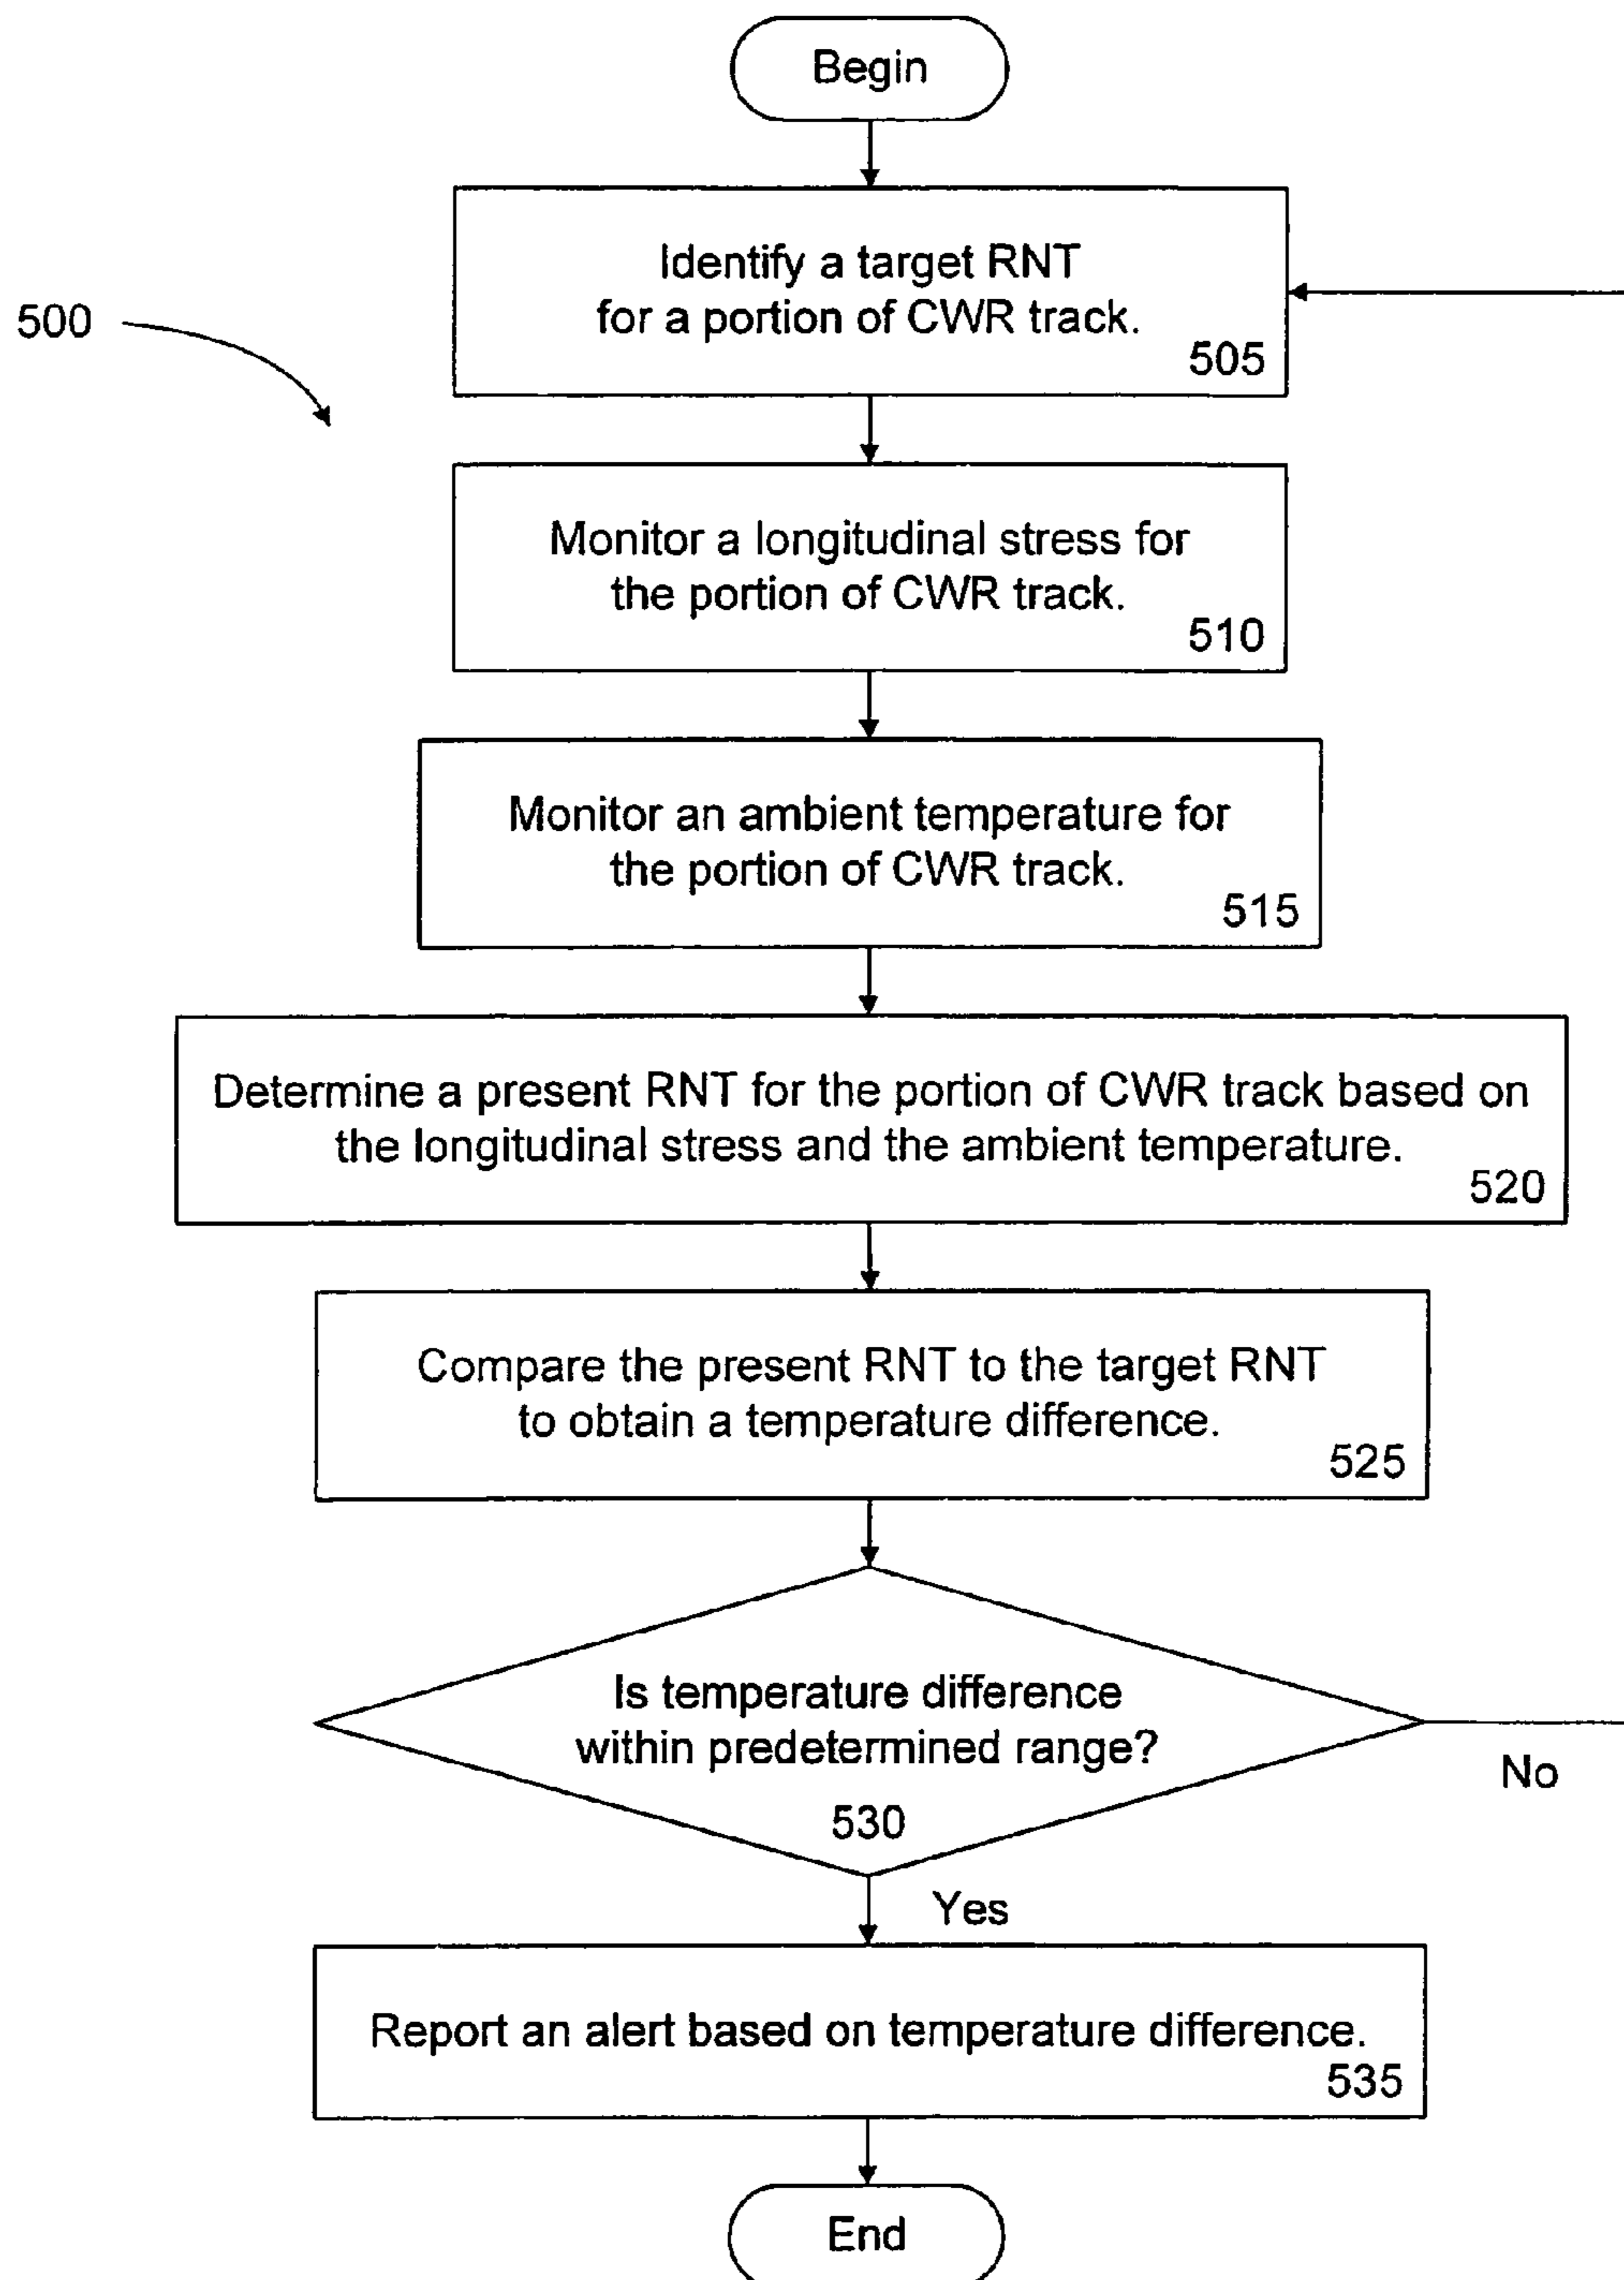 Begin
Identify a target RNT
for a portion of CWR track.
505
500
Monitor a longitudinal stress for
the portion of CWR track.
510
Monitor an ambient temperature for
the portion of CWR track.
515
Determine a present RNT for the portion of CWR track based on
the longitudinal stress and the ambient temperature.
520
Compare the present RNT to the target RNT
to obtain a temperature difference.
525
Is temperature difference
within predetermined range?
530
No
Yes
Report an alert based on temperature difference.
535
End